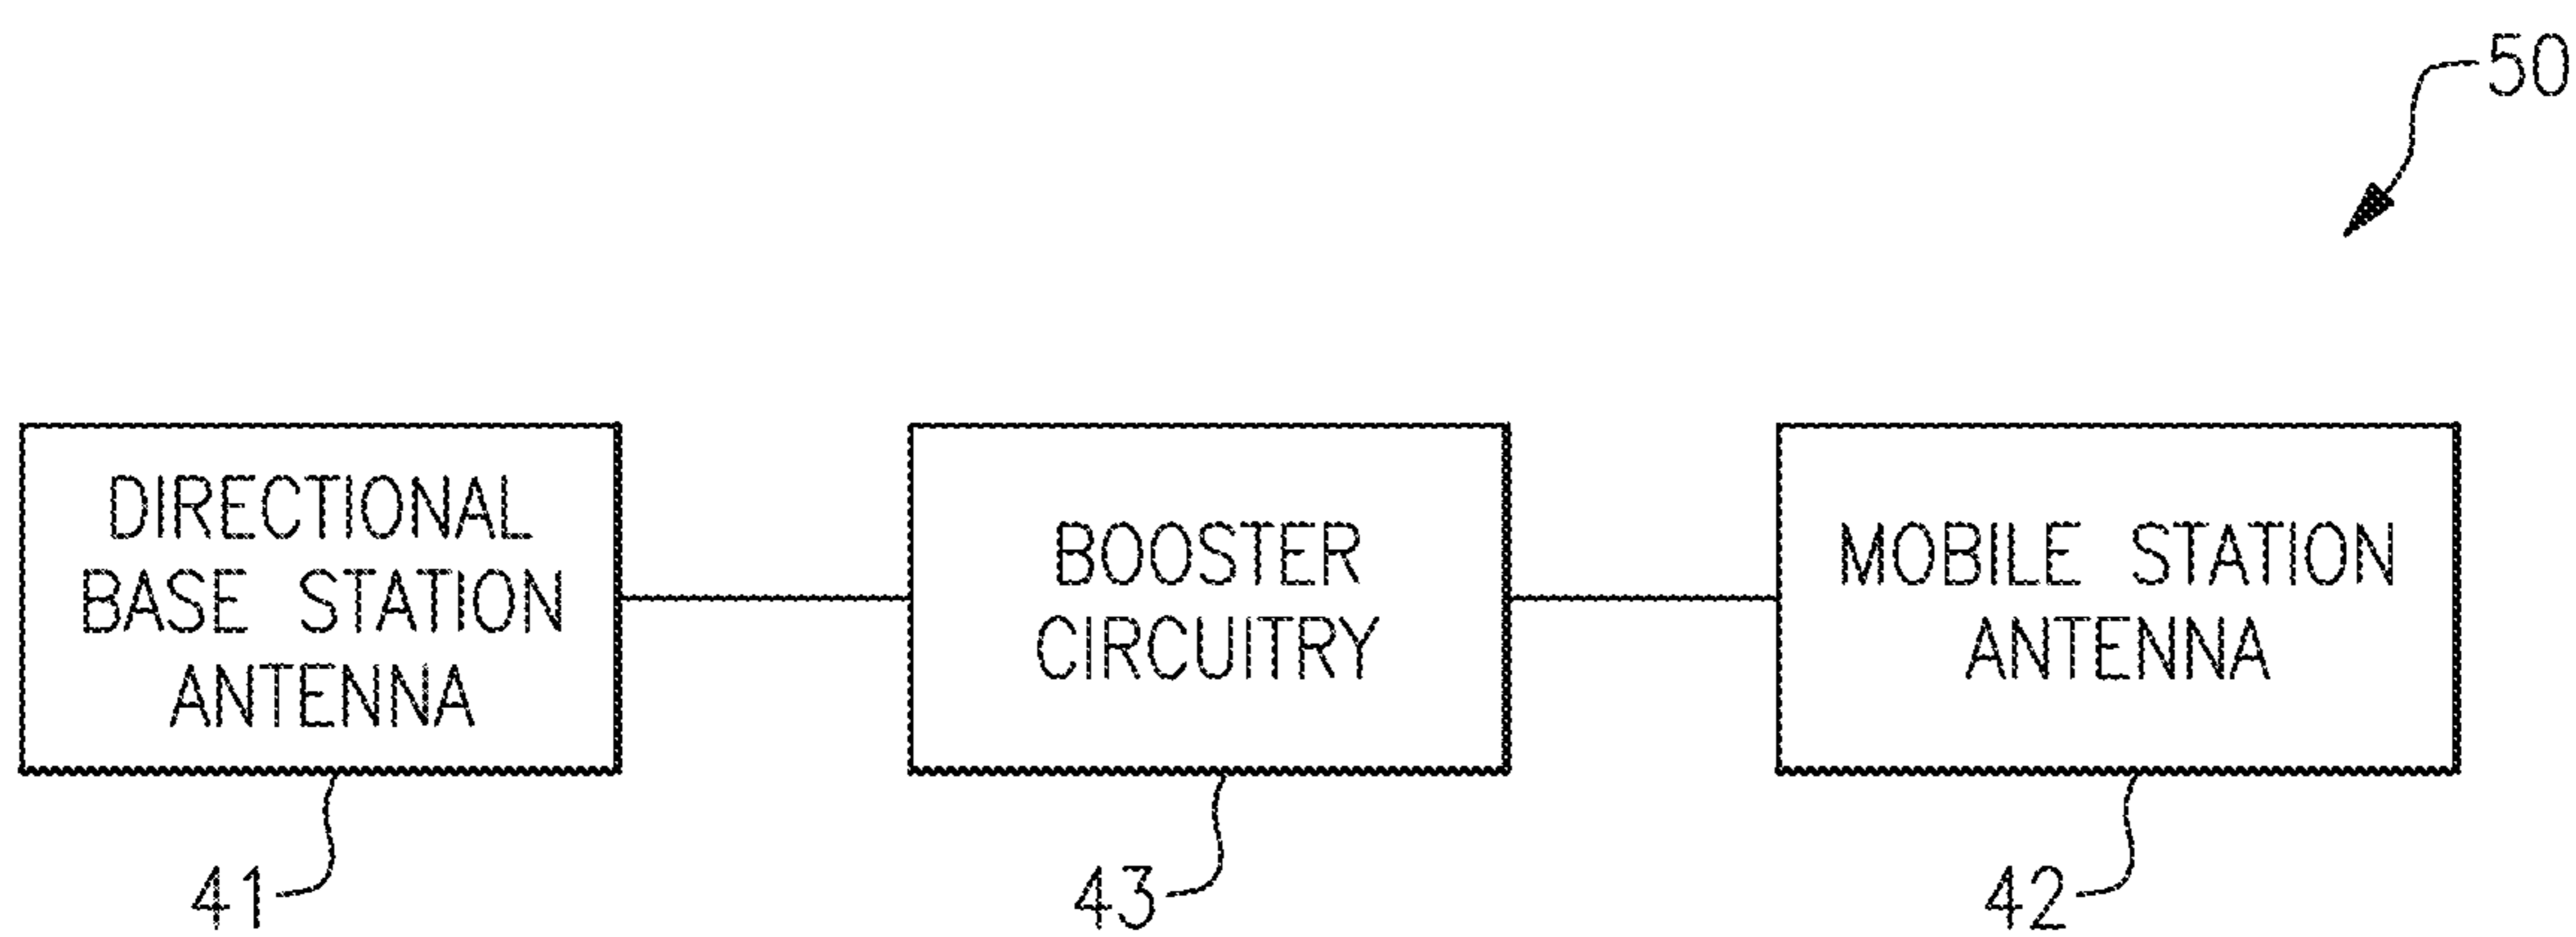 50
DIRECTIONAL
BASE STATION
ANTENNA
BOOSTER
CIRCUITRY
MOBILE STATION
ANTENNA
41
43
42